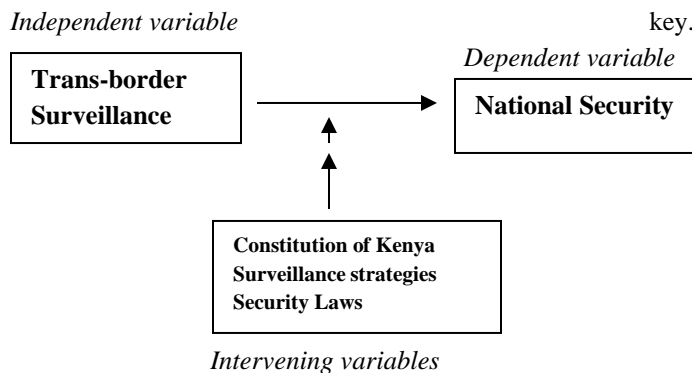 Independent variable
key.
Dependent variable
Trans-border
Surveillance
National Security
Constitution of Kenya
Surveillance strategies
Security Laws
Intervening variables